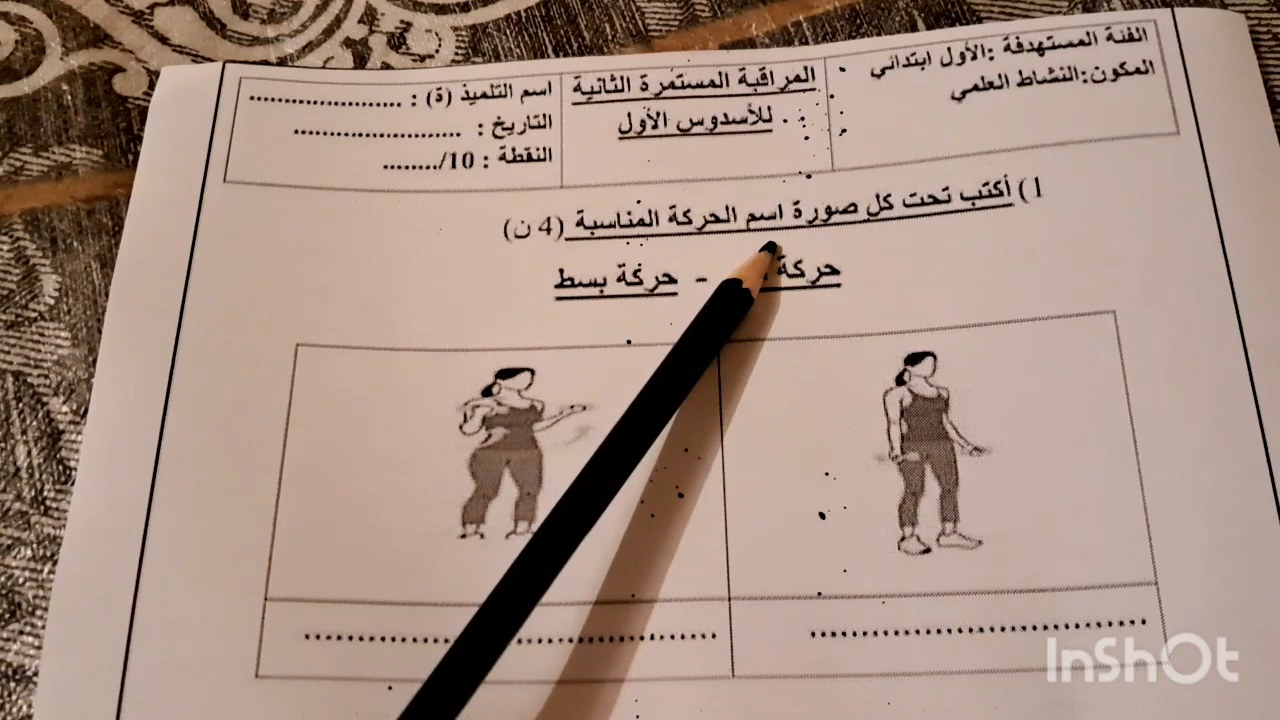 الفئة المستهدفة :الأول ابتدائي
المكون:النشاط العلمي
المراقبة المستمرة الثانية
للأسدوس الأول
اسم التلميذ (ة) : .....................
التاريخ : .......................
النقطة : 10/........
1) أكتب تحت كل صورة اسم الحركة المناسبة (4 ن)
حركة - حركة بسط
InShOt